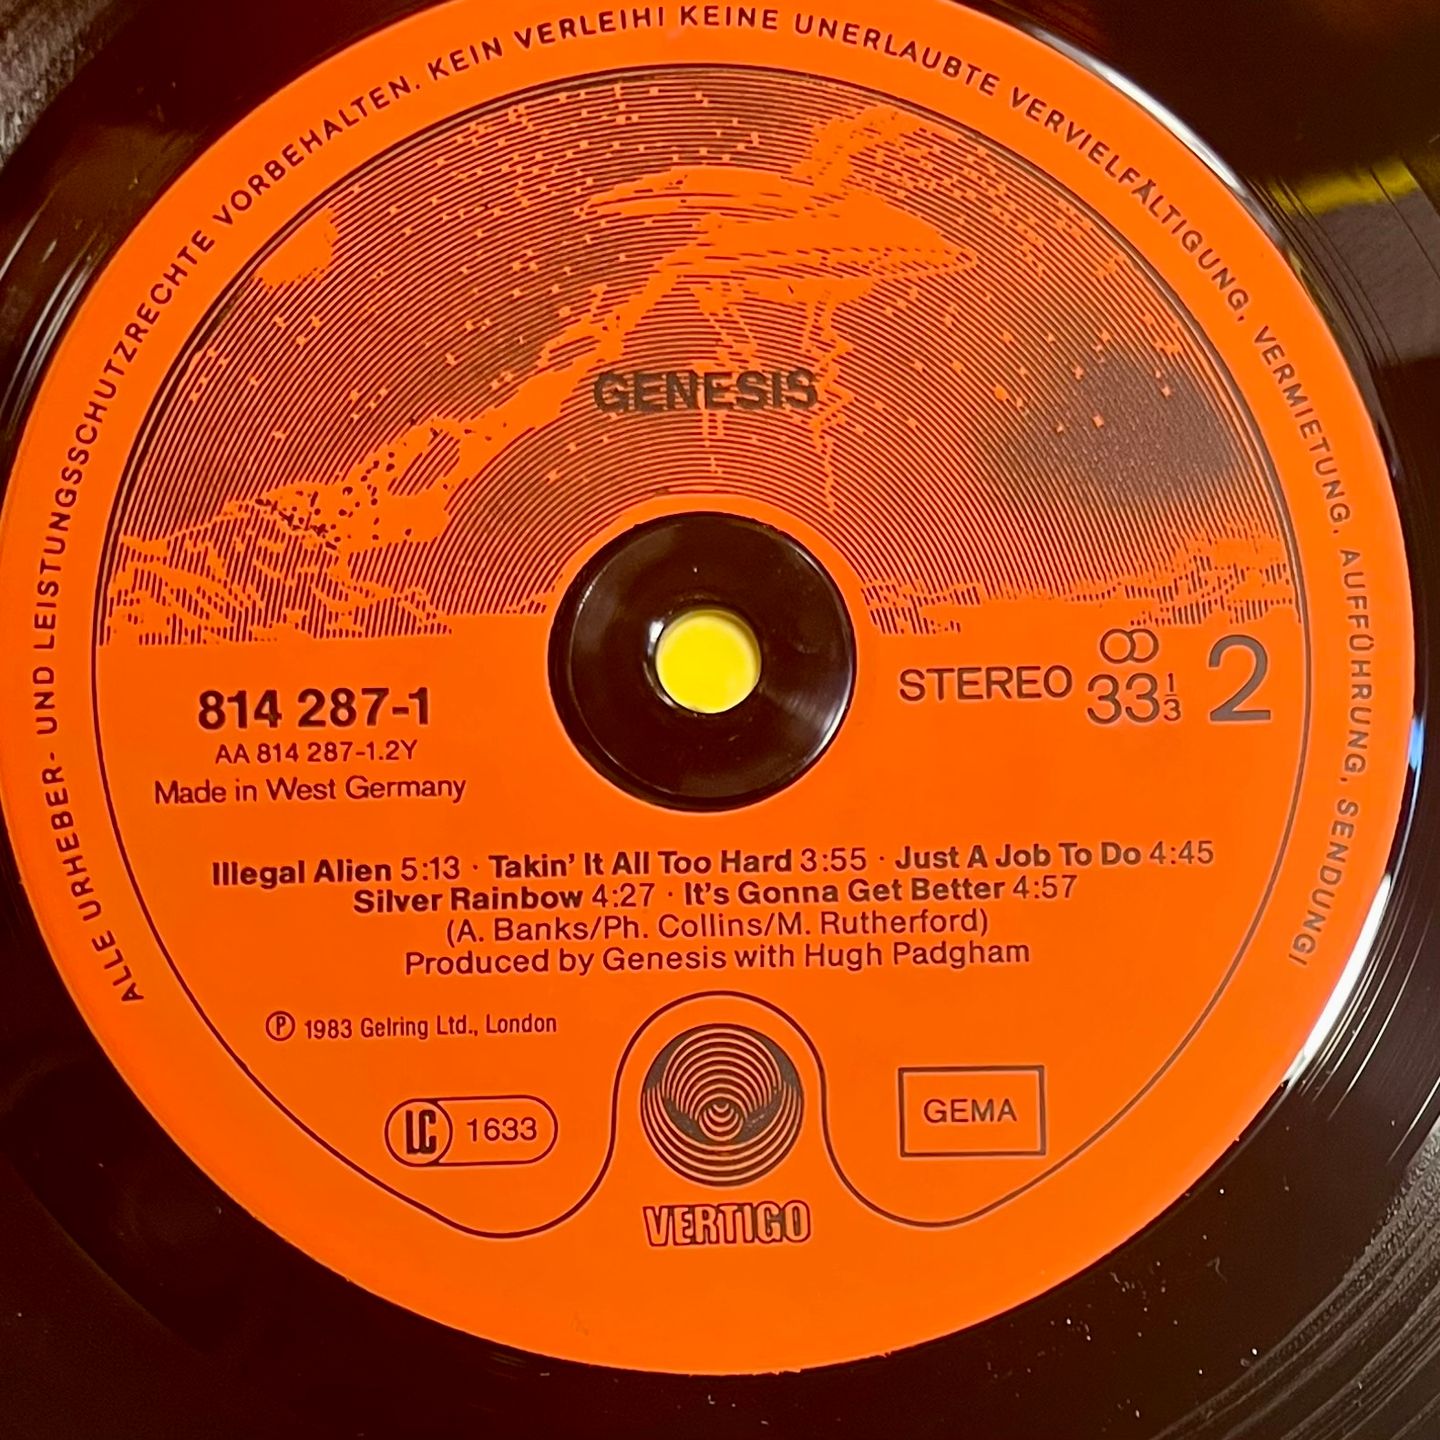 ALLE URHEBER- UND LEISTUNGSSCHUTZRECHTE VORBEHALTEN. KEIN VERLEIH! KEINE UNERLAUBTE VERVIELFÄLTIGUNG, VERMIETUNG, AUFFÜHRUNG, SENDUNG!
GENESIS
STEREO 33 1/3 2
814 287-1
AA 814 287-1.2Y
Made in West Germany
Illegal Alien 5:13 · Takin' It All Too Hard 3:55 · Just A Job To Do 4:45
Silver Rainbow 4:27 · It's Gonna Get Better 4:57
(A. Banks/Ph. Collins/M. Rutherford)
Produced by Genesis with Hugh Padgham
Ⓟ 1983 Gelring Ltd., London
LC 1633
GEMA
VERTIGO